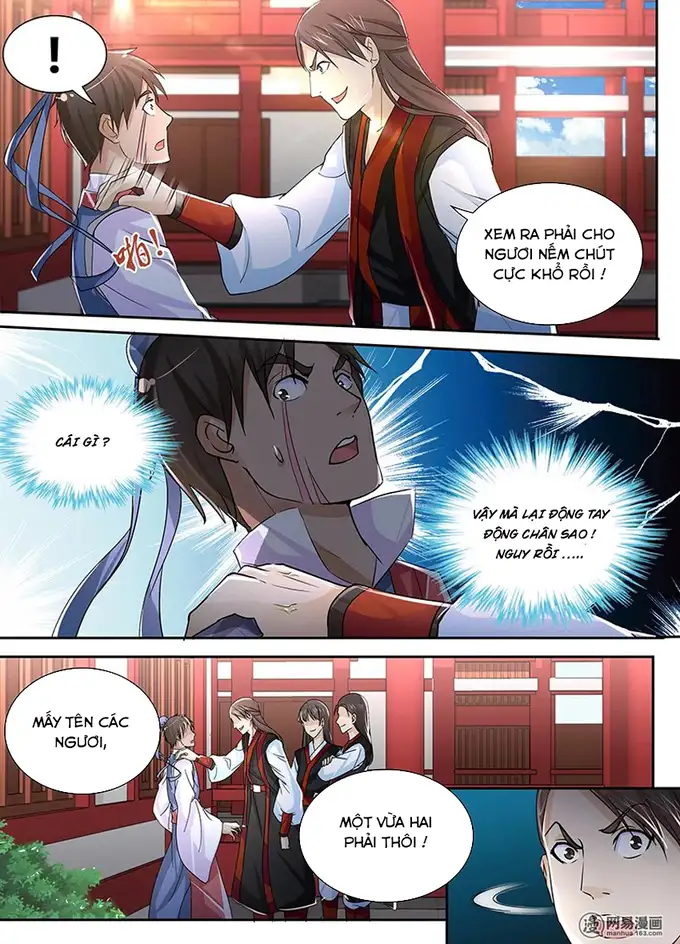 !
XEM RA PHẢI CHO
NGƯƠI NẾM CHÚT
CỰC KHỔ RỒI !
啪!
CÁI GÌ ?
VẬY MÀ LẠI ĐỘNG TAY
ĐỘNG CHÂN SAO !
NGUY RỒI .....
MẤY TÊN CÁC
NGƯƠI,
MỘT VỪA HAI
PHẢI THÔI !
网易漫画
manhua.163.com